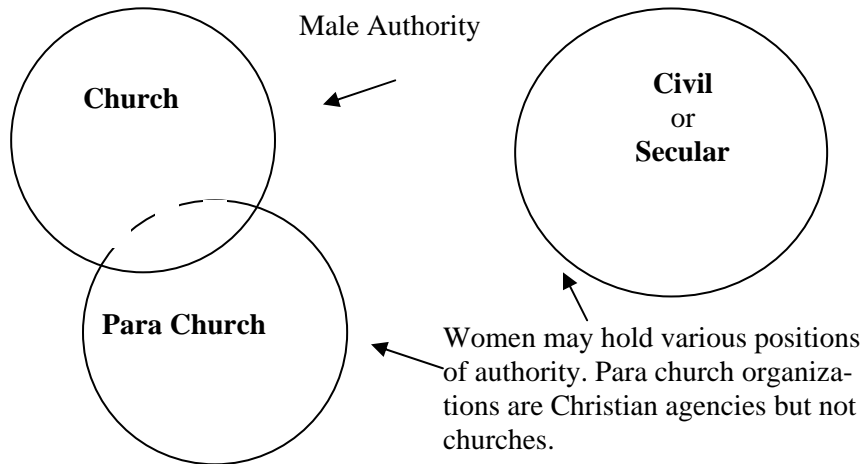 Male Authority
Church
Civil
or
Secular
Para Church
Women may hold various positions
of authority. Para church organiza-
tions are Christian agencies but not
churches.